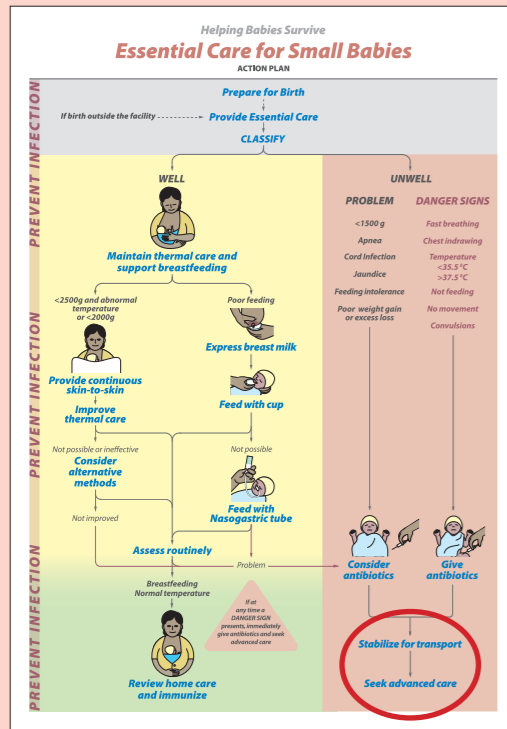 Helping Babies Survive
Essential Care for Small Babies
ACTION PLAN
PREVENT INFECTION
Prepare for Birth
If birth outside the facility
Provide Essential Care
CLASSIFY
WELL
Maintain thermal care and
support breastfeeding
UNWELL
PROBLEM
<1500 g
Apnea
Cord Infection
Jaundice
Feeding intolerance
Poor weight gain
or excess loss
DANGER SIGNS
Fast breathing
Chest indrawing
Temperature
<35.5 °C
>37.5 °C
Not feeding
No movement
Convulsions
PREVENT INFECTION
<2500g and abnormal
temperature
or <2000g
Provide continuous
skin-to-skin
Improve
thermal care
Not possible or ineffective
Consider
alternative
methods
Not improved
Poor feeding
Express breast milk
Feed with cup
Not possible
Feed with
Nasogastric tube
Assess routinely
Problem
Consider
antibiotics
Give
antibiotics
PREVENT INFECTION
Breastfeeding
Normal temperature
If at
any time a
DANGER SIGN
presents, immediately
give antibiotics and seek
advanced care
Review home care
and immunize
Stabilize for transport
Seek advanced care